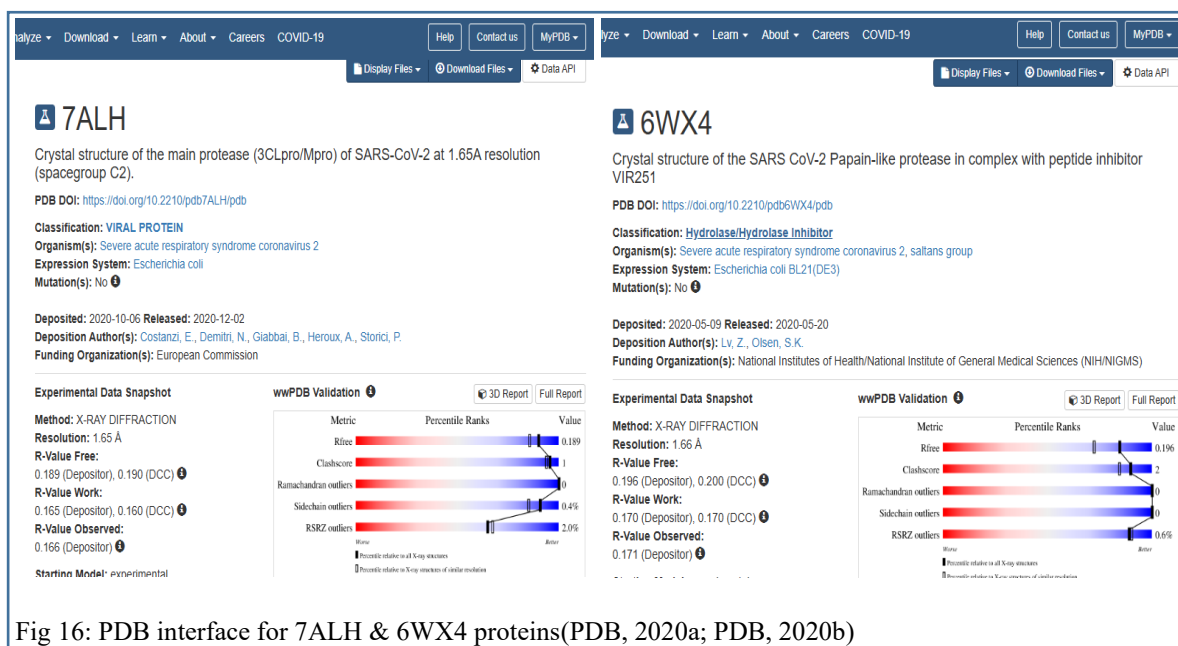 nalyze Download Learn About Careers COVID-19 Help Contact us MyPDB
Display Files Download Files Data API
7ALH
Crystal structure of the main protease (3CLpro/Mpro) of SARS-CoV-2 at 1.65A resolution
(spacegroup C2).
PDB DOI: https://doi.org/10.2210/pdb7ALH/pdb
Classification: VIRAL PROTEIN
Organism(s): Severe acute respiratory syndrome coronavirus 2
Expression System: Escherichia coli
Mutation(s): No
Deposited: 2020-10-06 Released: 2020-12-02
Deposition Author(s): Costanzi, E., Demitri, N., Giabbai, B., Heroux, A., Storici, P.
Funding Organization(s): European Commission
Experimental Data Snapshot
Method: X-RAY DIFFRACTION
Resolution: 1.65 Å
R-Value Free:
0.189 (Depositor), 0.190 (DCC)
R-Value Work:
0.165 (Depositor), 0.160 (DCC)
R-Value Observed:
0.166 (Depositor)
Starting Model: experimental
wwPDB Validation 3D Report Full Report
Metric Percentile Ranks Value
Rfree 0.189
Clashscore 1
Ramachandran outliers 0
Sidechain outliers 0.4%
RSRZ outliers 2.0%
Worse Better
Percentile relative to all X-ray structures
Percentile relative to X-ray structures of similar resolution
lyze Download Learn About Careers COVID-19 Help Contact us MyPDB
Display Files Download Files Data API
6WX4
Crystal structure of the SARS CoV-2 Papain-like protease in complex with peptide inhibitor
VIR251
PDB DOI: https://doi.org/10.2210/pdb6WX4/pdb
Classification: Hydrolase/Hydrolase Inhibitor
Organism(s): Severe acute respiratory syndrome coronavirus 2, saltans group
Expression System: Escherichia coli BL21(DE3)
Mutation(s): No
Deposited: 2020-05-09 Released: 2020-05-20
Deposition Author(s): Lv, Z., Olsen, S.K.
Funding Organization(s): National Institutes of Health/National Institute of General Medical Sciences (NIH/NIGMS)
Experimental Data Snapshot
Method: X-RAY DIFFRACTION
Resolution: 1.66 Å
R-Value Free:
0.196 (Depositor), 0.200 (DCC)
R-Value Work:
0.170 (Depositor), 0.170 (DCC)
R-Value Observed:
0.171 (Depositor)
wwPDB Validation 3D Report Full Report
Metric Percentile Ranks Value
Rfree 0.196
Clashscore 2
Ramachandran outliers 0
Sidechain outliers 0
RSRZ outliers 0.6%
Worse Better
Percentile relative to all X-ray structures
Percentile relative to X-ray structures of similar resolution
Fig 16: PDB interface for 7ALH & 6WX4 proteins(PDB, 2020a; PDB, 2020b)